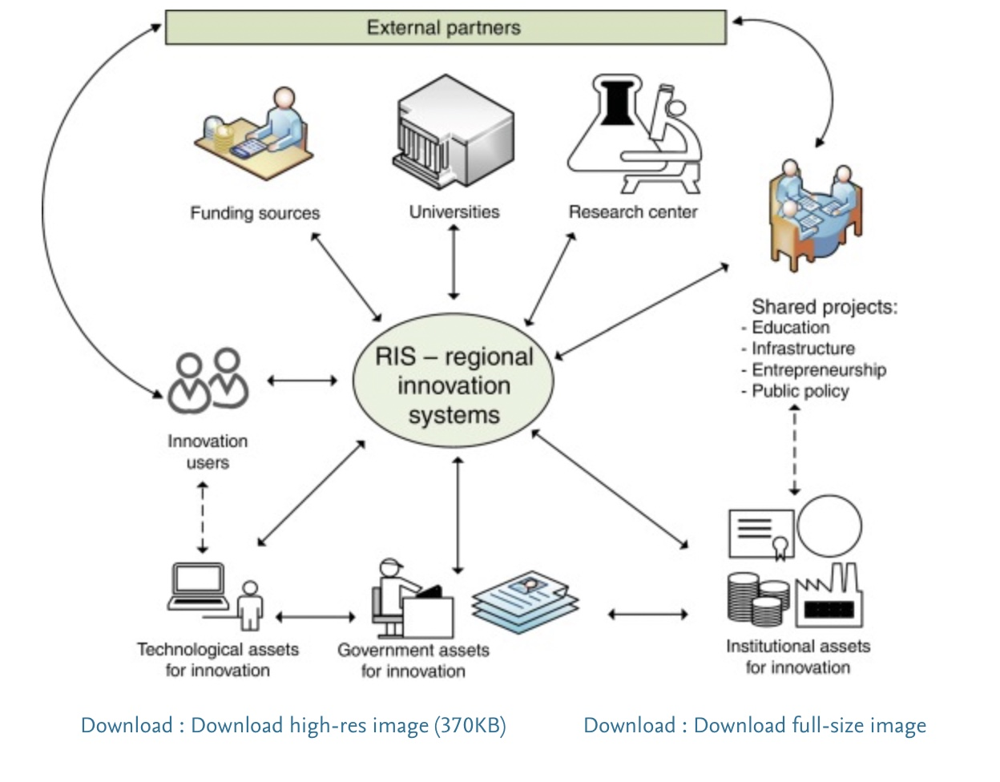 External partners
Funding sources
Universities
Research center
Shared projects:
- Education
- Infrastructure
- Entrepreneurship
- Public policy
RIS – regional
innovation
systems
Innovation
users
Technological assets
for innovation
Government assets
for innovation
Institutional assets
for innovation
Download : Download high-res image (370KB)
Download : Download full-size image